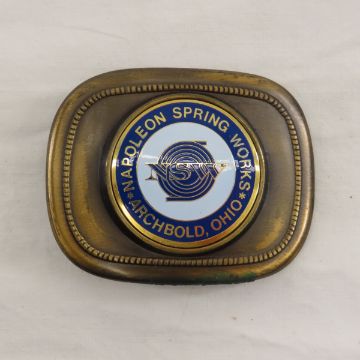 *NAPOLEON SPRING WORKS*
NSW
ARCHBOLD, OHIO